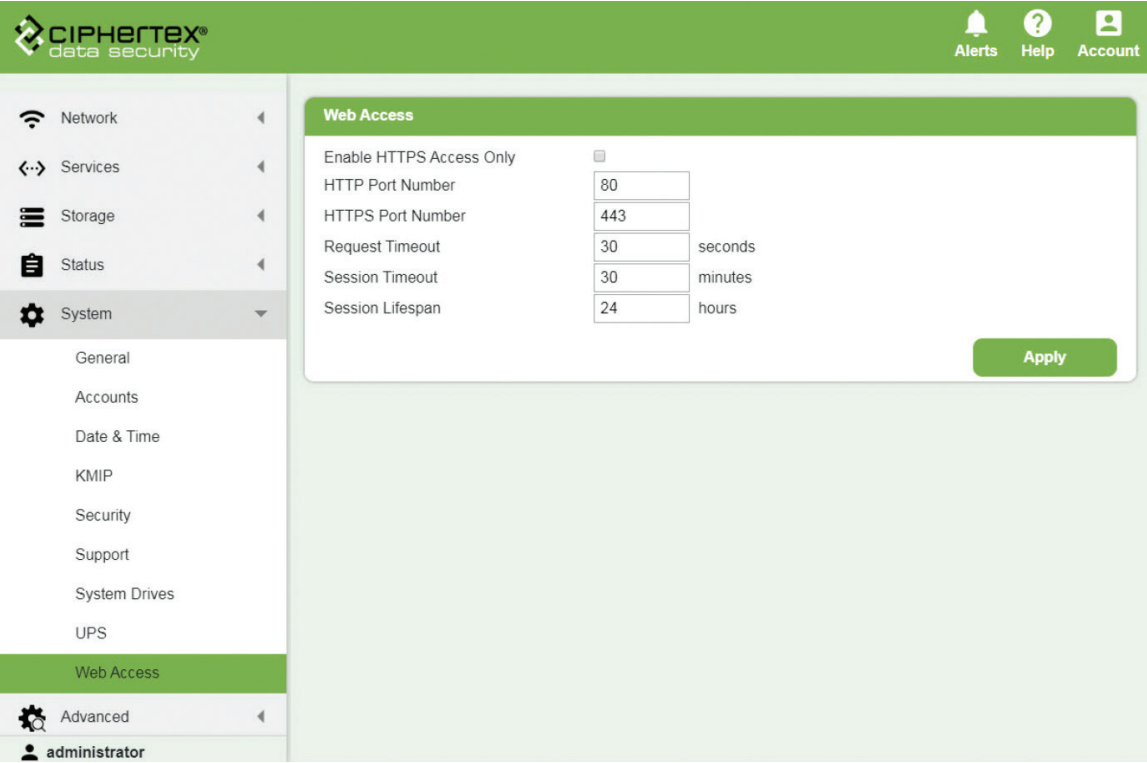 CIPHERTEX®
data security
Alerts Help Account
Network
Services
Storage
Status
System
General
Accounts
Date & Time
KMIP
Security
Support
System Drives
UPS
Web Access
Advanced
administrator
Web Access
Enable HTTPS Access Only
HTTP Port Number 80
HTTPS Port Number 443
Request Timeout 30 seconds
Session Timeout 30 minutes
Session Lifespan 24 hours
Apply